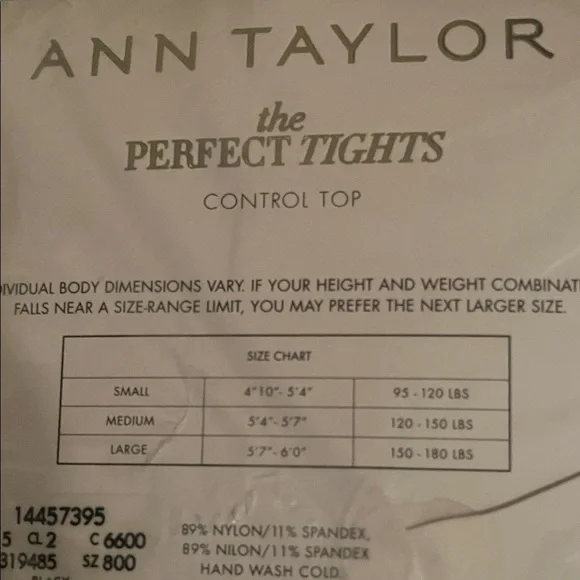 ANN TAYLOR
the
PERFECT TIGHTS
CONTROL TOP
IVIDUAL BODY DIMENSIONS VARY. IF YOUR HEIGHT AND WEIGHT COMBINAT
FALLS NEAR A SIZE-RANGE LIMIT, YOU MAY PREFER THE NEXT LARGER SIZE.
SIZE CHART
SMALL 4'10"- 5'4" 95 - 120 LBS
MEDIUM 5'4"- 5'7" 120 - 150 LBS
LARGE 5'7"- 6'0" 150 - 180 LBS
14457395
5 CL 2 C 6600
319485 SZ 800
89% NYLON/11% SPANDEX,
89% NILON/11% SPANDEX
HAND WASH COLD.